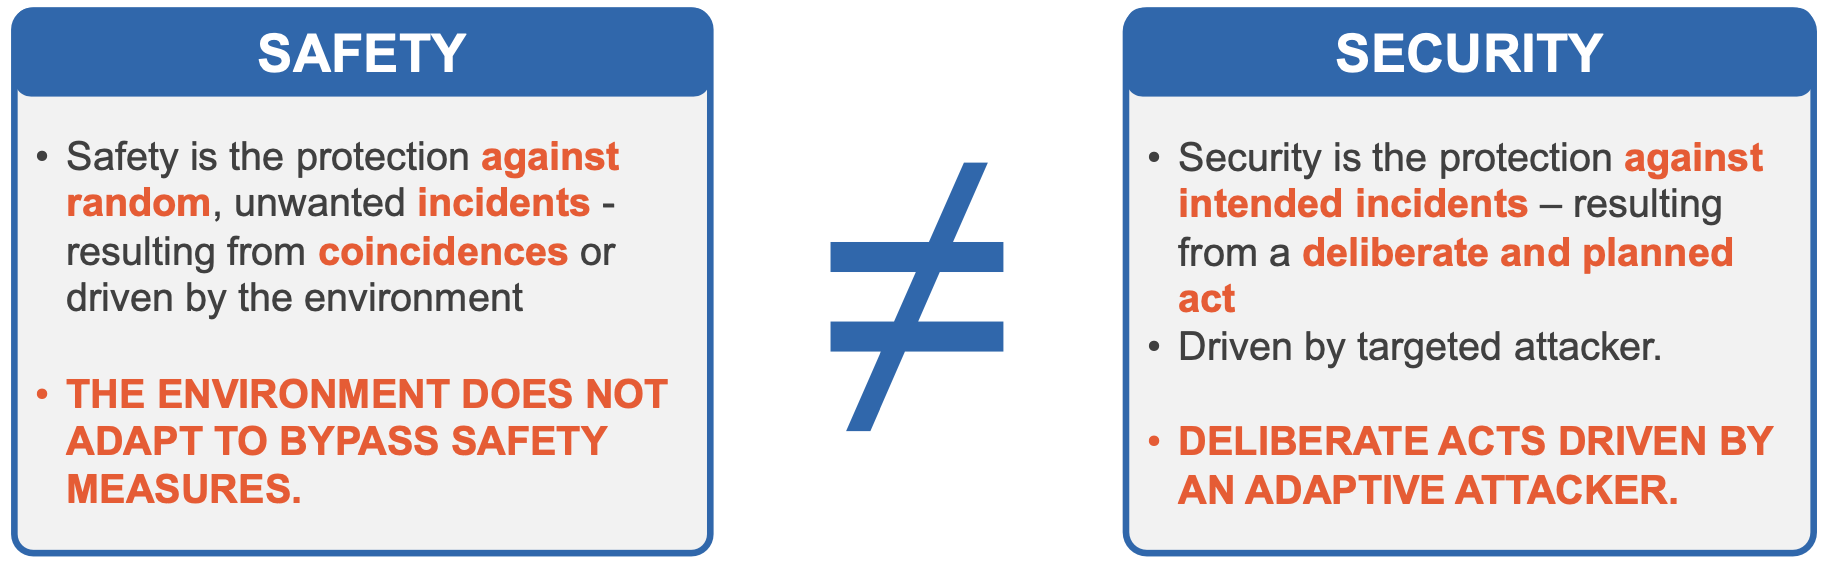 SAFETY
• Safety is the protection against
random, unwanted incidents -
resulting from coincidences or
driven by the environment
• THE ENVIRONMENT DOES NOT
ADAPT TO BYPASS SAFETY
MEASURES.
≠
SECURITY
• Security is the protection against
intended incidents – resulting
from a deliberate and planned
act
• Driven by targeted attacker.
• DELIBERATE ACTS DRIVEN BY
AN ADAPTIVE ATTACKER.